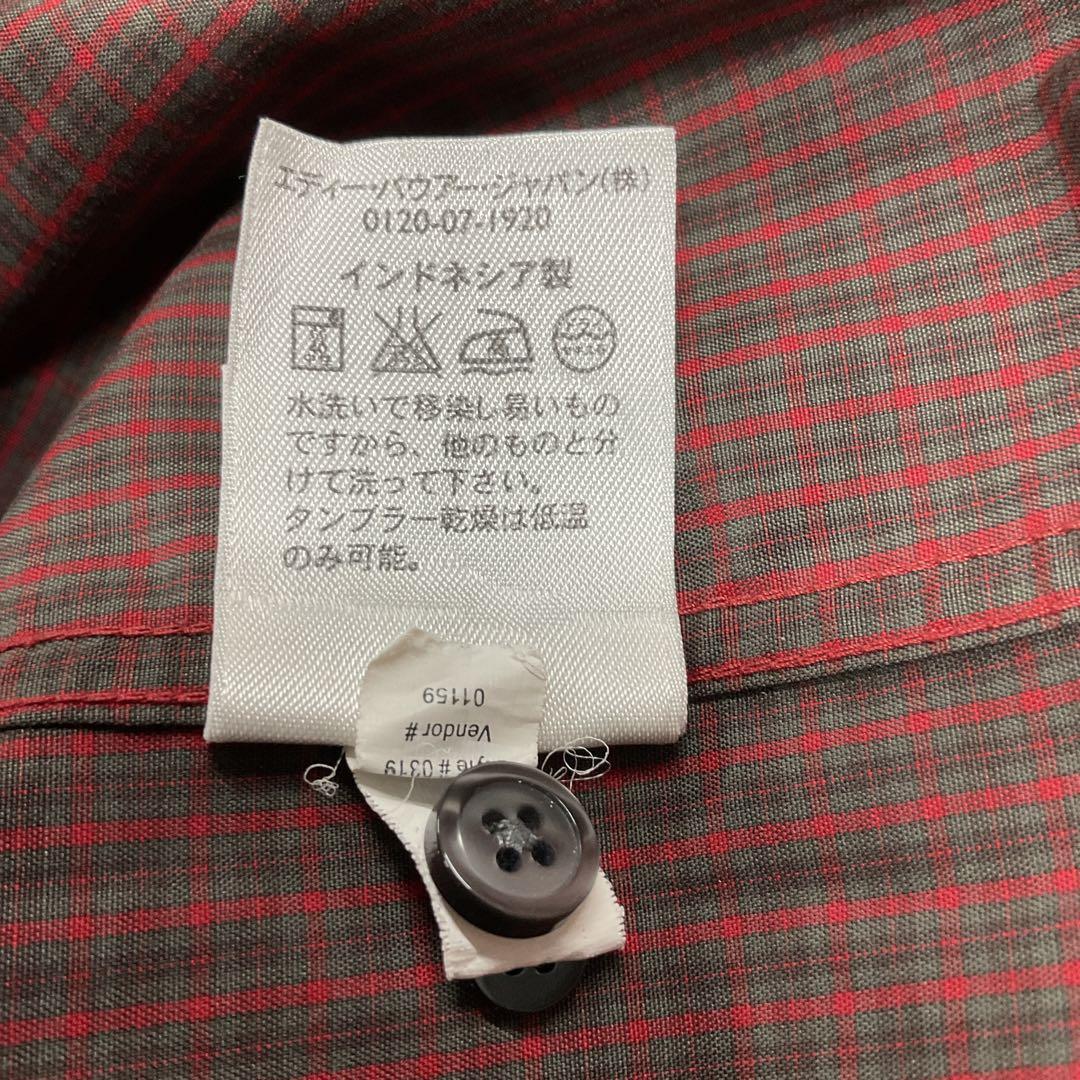 エディー・バウアー・ジャパン(株)
0120-07-1920
インドネシア製
水洗いで移染し易いもの
ですから、他のものと分
けて洗って下さい。
タンブラー乾燥は低温
のみ可能。
# 0319
Vendor #
01159